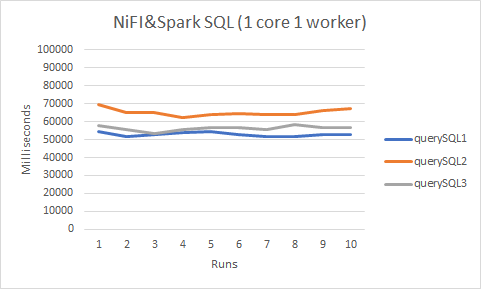 NiFI&Spark SQL (1 core 1 worker)
Milliseconds
100000
90000
80000
70000
60000
50000
40000
30000
20000
10000
0
1 2 3 4 5 6 7 8 9 10
Runs
querySQL1
querySQL2
querySQL3